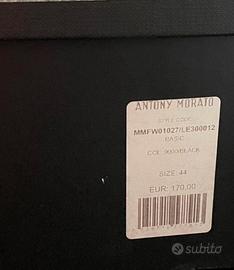 ANTONY MORATO
STYLE CODE:
MMFW01027/LE300012
BASIC
COL: 9000/BLACK
SIZE: 44
EUR: 170,00
subito